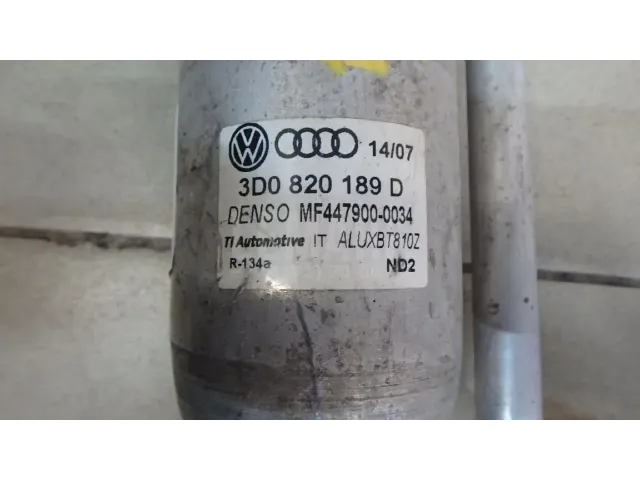 14/07
3D0 820 189 D
DENSO MF447900-0034
TI Automotive IT ALUXBT810Z
R-134a ND2